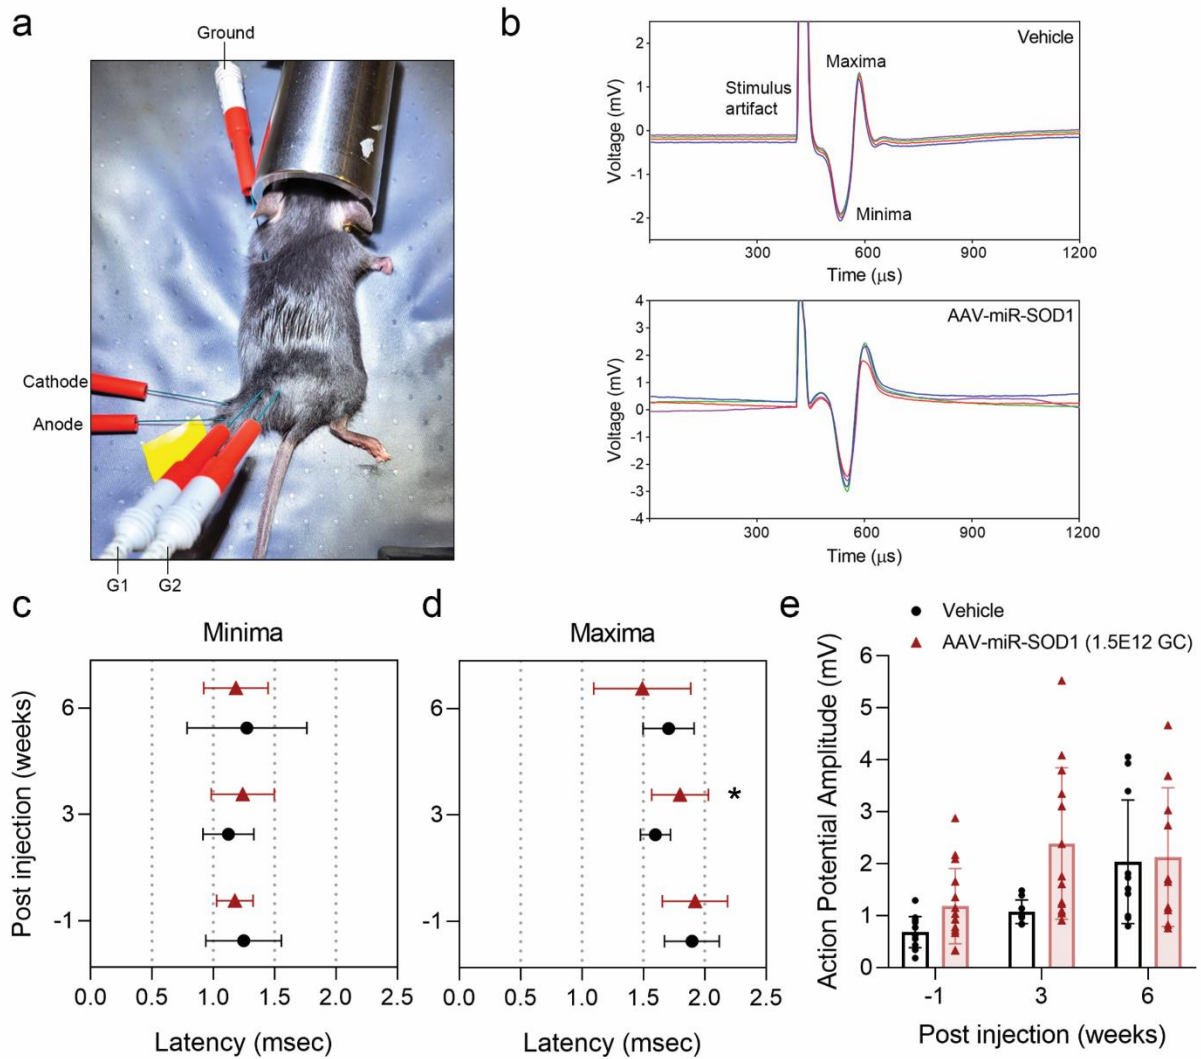 a
Ground
Cathode
Anode
G1
G2
b
Vehicle
Maxima
Stimulus
artifact
Minima
Voltage (mV)
2
1
0
-1
-2
300
600
900
1200
Time (μs)
AAV-miR-SOD1
Voltage (mV)
4
3
2
1
0
-1
-2
-3
-4
300
600
900
1200
Time (μs)
c
Minima
Post injection (weeks)
6
3
-1
0.0
0.5
1.0
1.5
2.0
2.5
Latency (msec)
d
Maxima
6
3
-1
*
0.0
0.5
1.0
1.5
2.0
2.5
Latency (msec)
e
Vehicle
AAV-miR-SOD1 (1.5E12 GC)
Action Potential Amplitude (mV)
6
5
4
3
2
1
0
-1
3
6
Post injection (weeks)